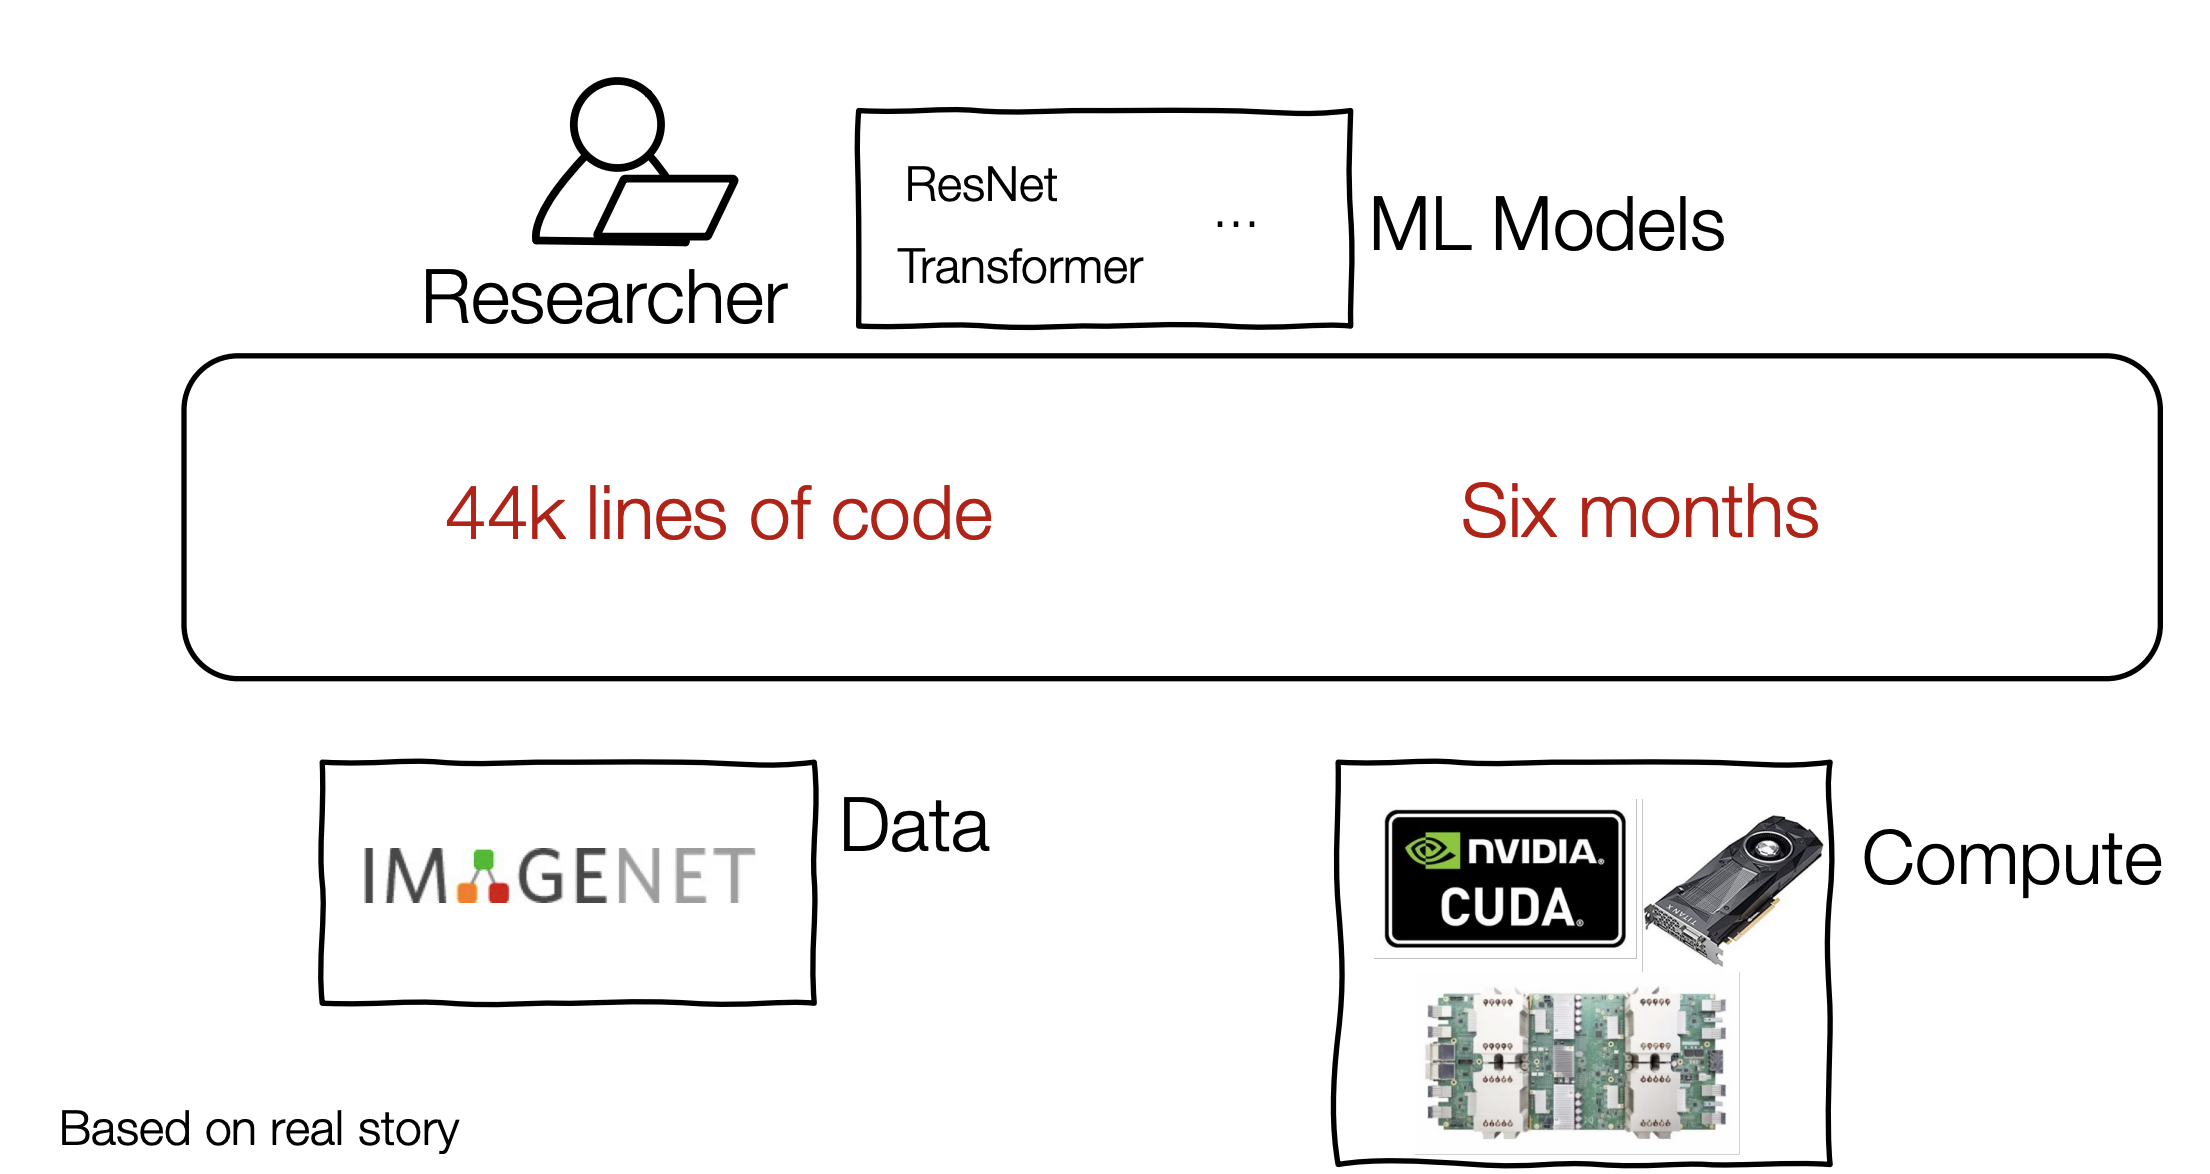 ResNet
...
Transformer
ML Models
Researcher
44k lines of code
Six months
IMAGENET
Data
NVIDIA.
CUDA.
TITAN X
Compute
Based on real story